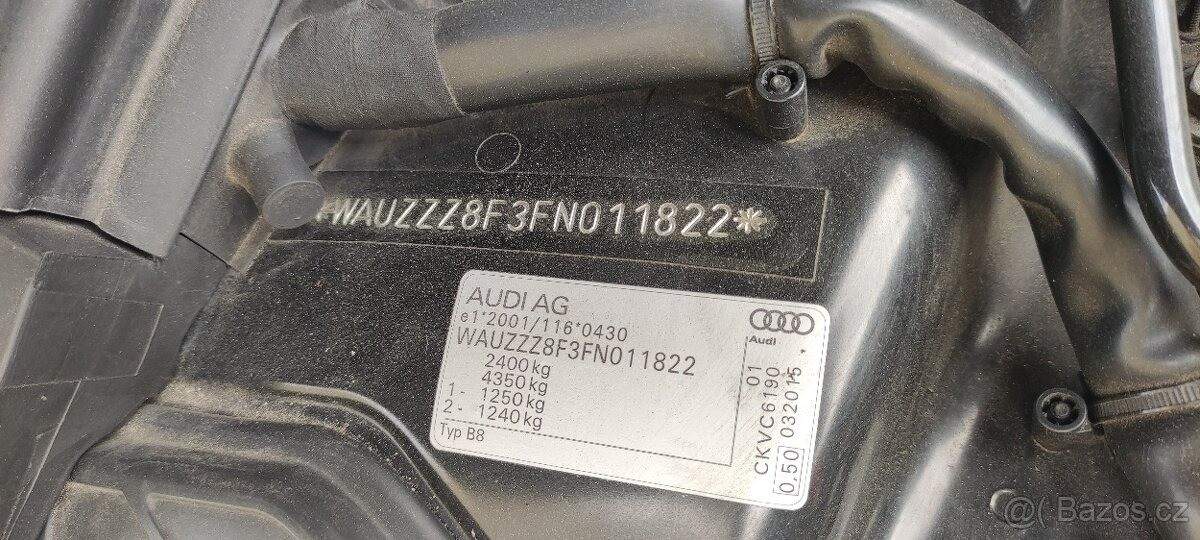 *WAUZZZ8F3FN011822*
AUDI AG
e1*2001/116*0430
WAUZZZ8F3FN011822
2400kg
4350kg
1- 1250kg
2- 1240kg
Typ B8
Audi
CKVC6190 01
0,50 032015
@( Bazos.cz